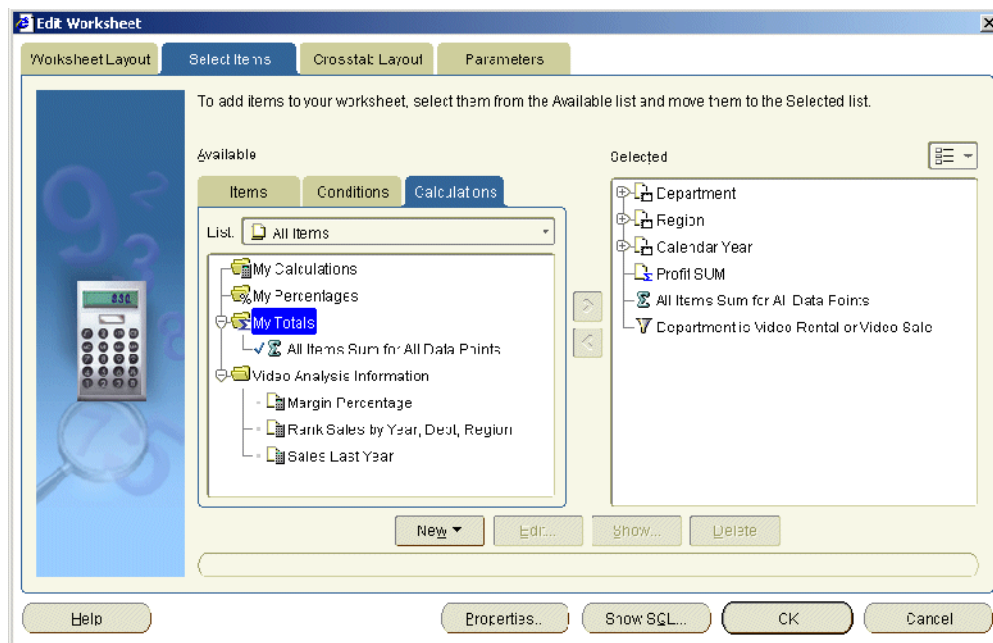 Edit Worksheet
Worksheet Layout Select Items Crosstab Layout Parameters
To add items to your worksheet, select them from the Available list and move them to the Selected list.
Available
Selected
Items Conditions Calculations
List: All Items
My Calculations
My Percentages
My Totals
All Items Sum for All Data Points
Video Analysis Information
Margin Percentage
Rank Sales by Year, Dept, Region
Sales Last Year
Department
Region
Calendar Year
Profit SUM
All Items Sum for All Data Points
Department is Video Rental or Video Sale
New Edit... Show... Delete
Help Properties.. Show SQL... OK Cancel